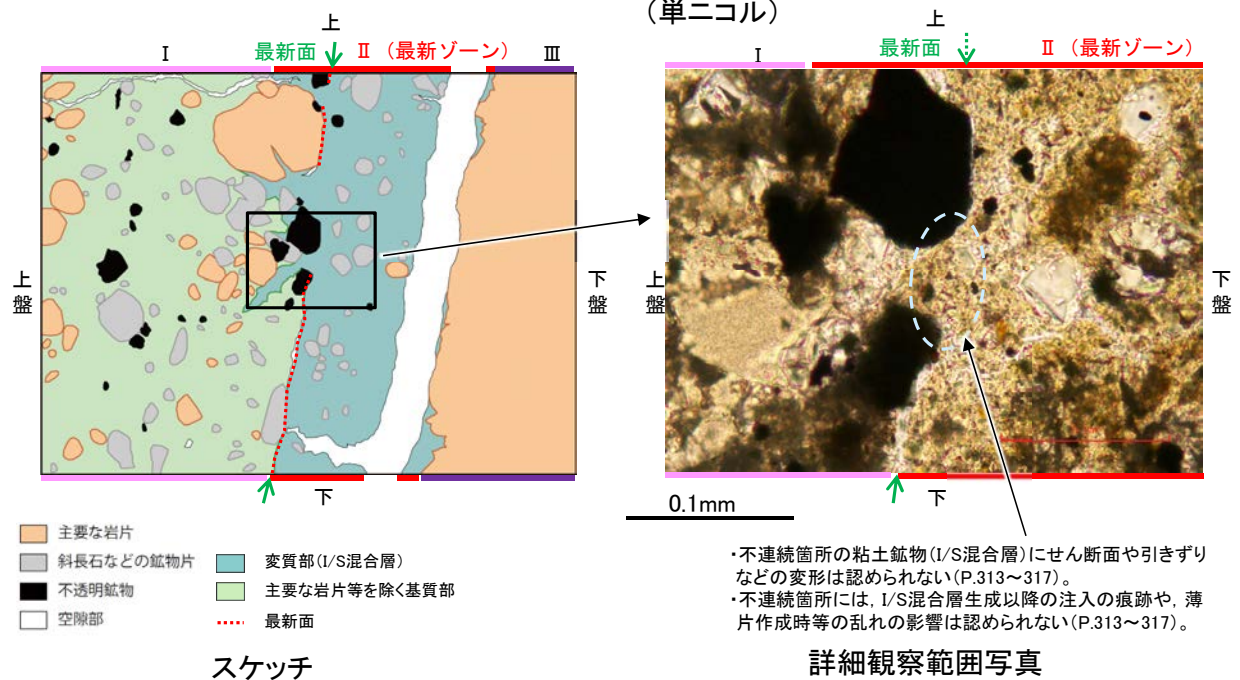 （単ニコル）
上
Ⅰ
最新面
Ⅱ （最新ゾーン）
Ⅲ
上盤
下盤
下
主要な岩片
斜長石などの鉱物片
不透明鉱物
空隙部
変質部(I/S混合層)
主要な岩片等を除く基質部
最新面
スケッチ
上
Ⅰ
最新面
Ⅱ （最新ゾーン）
上盤
下盤
下
0.1mm
・不連続箇所の粘土鉱物(I/S混合層)にせん断面や引きずり
などの変形は認められない(P.313～317)。
・不連続箇所には, I/S混合層生成以降の注入の痕跡や, 薄
片作成時等の乱れの影響は認められない(P.313～317)。
詳細観察範囲写真